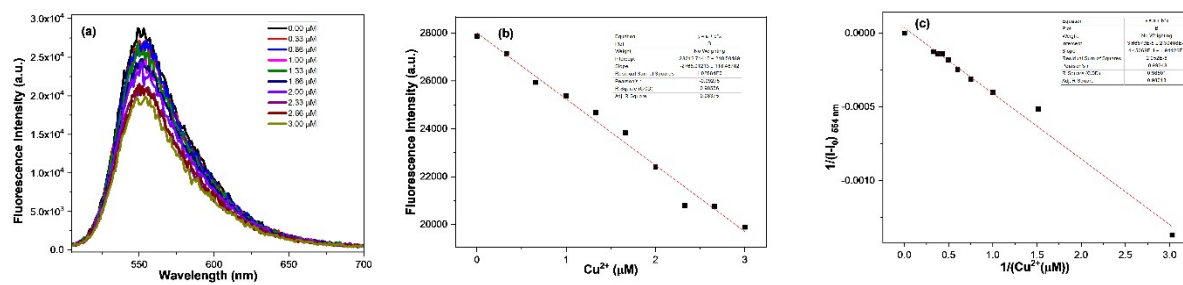 (a)
0.00 µM
0.33 µM
0.66 µM
1.00 µM
1.33 µM
1.66 µM
2.00 µM
2.33 µM
2.66 µM
3.00 µM
3.0x10⁴
2.5x10⁴
2.0x10⁴
1.5x10⁴
1.0x10⁴
5.0x10³
0.0
550
600
650
700
Fluorescence Intensity (a.u.)
Wavelength (nm)
(b)
Equation
Plot
Weight No Weighting
Intercept
Slope
Residual Sum of Squares
Pearson's r
R-Square (COD)
Adj. R-Square
28000
26000
24000
22000
20000
0
1
2
3
Fluorescence Intensity (a.u.)
Cu²⁺ (µM)
(c)
Equation
Plot
Weight No Weighting
Intercept
Slope
Residual Sum of Squares
Pearson's r
R-Square (COD)
Adj. R-Square
0.0000
-0.0005
-0.0010
0.0
0.5
1.0
1.5
2.0
2.5
3.0
1/(I-I₀) 554 nm
1/(Cu²⁺(µM))